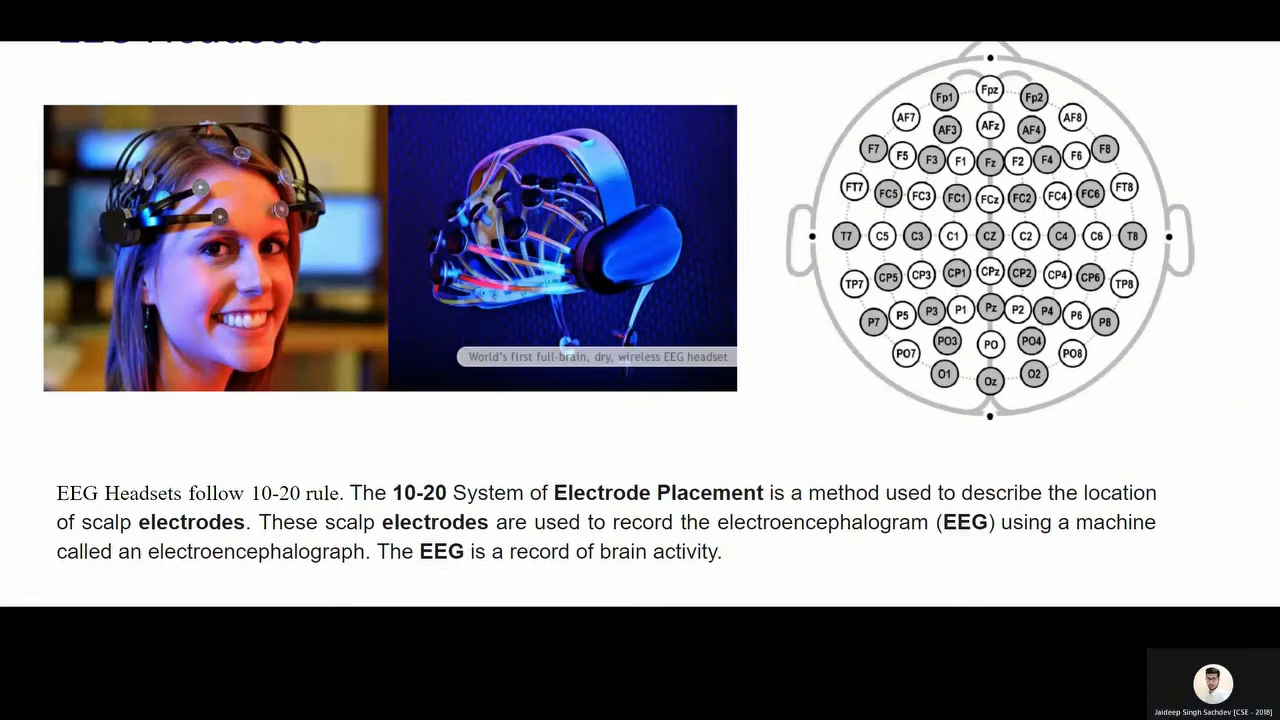 EEG Headsets
Fpz
Fp1 Fp2
AF7 AF3 AFz AF4 AF8
F7 F5 F3 F1 Fz F2 F4 F6 F8
FT7 FC5 FC3 FC1 FCz FC2 FC4 FC6 FT8
T7 C5 C3 C1 CZ C2 C4 C6 T8
TP7 CP5 CP3 CP1 CPz CP2 CP4 CP6 TP8
P7 P5 P3 P1 Pz P2 P4 P6 P8
PO7 PO3 PO PO4 PO8
O1 Oz O2
World's first full-brain, dry, wireless EEG headset
EEG Headsets follow 10-20 rule. The 10-20 System of Electrode Placement is a method used to describe the location
of scalp electrodes. These scalp electrodes are used to record the electroencephalogram (EEG) using a machine
called an electroencephalograph. The EEG is a record of brain activity.
Jaideep Singh Sachdev [CSE - 2018]